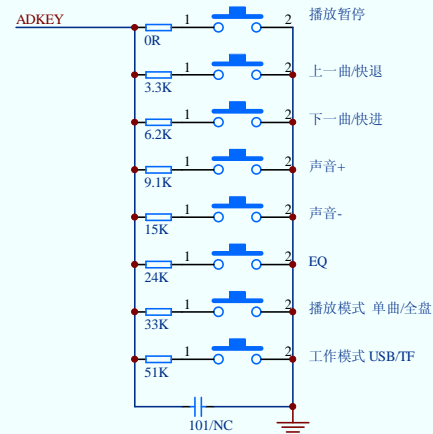 播放暂停
ADKEY 1 2
0R
1 2 上一曲/快退
3.3K
1 2 下一曲/快进
6.2K
1 2 声音+
9.1K
1 2 声音-
15K
1 2 EQ
24K
1 2 播放模式 单曲/全盘
33K
1 2 工作模式 USB/TF
51K
101/NC